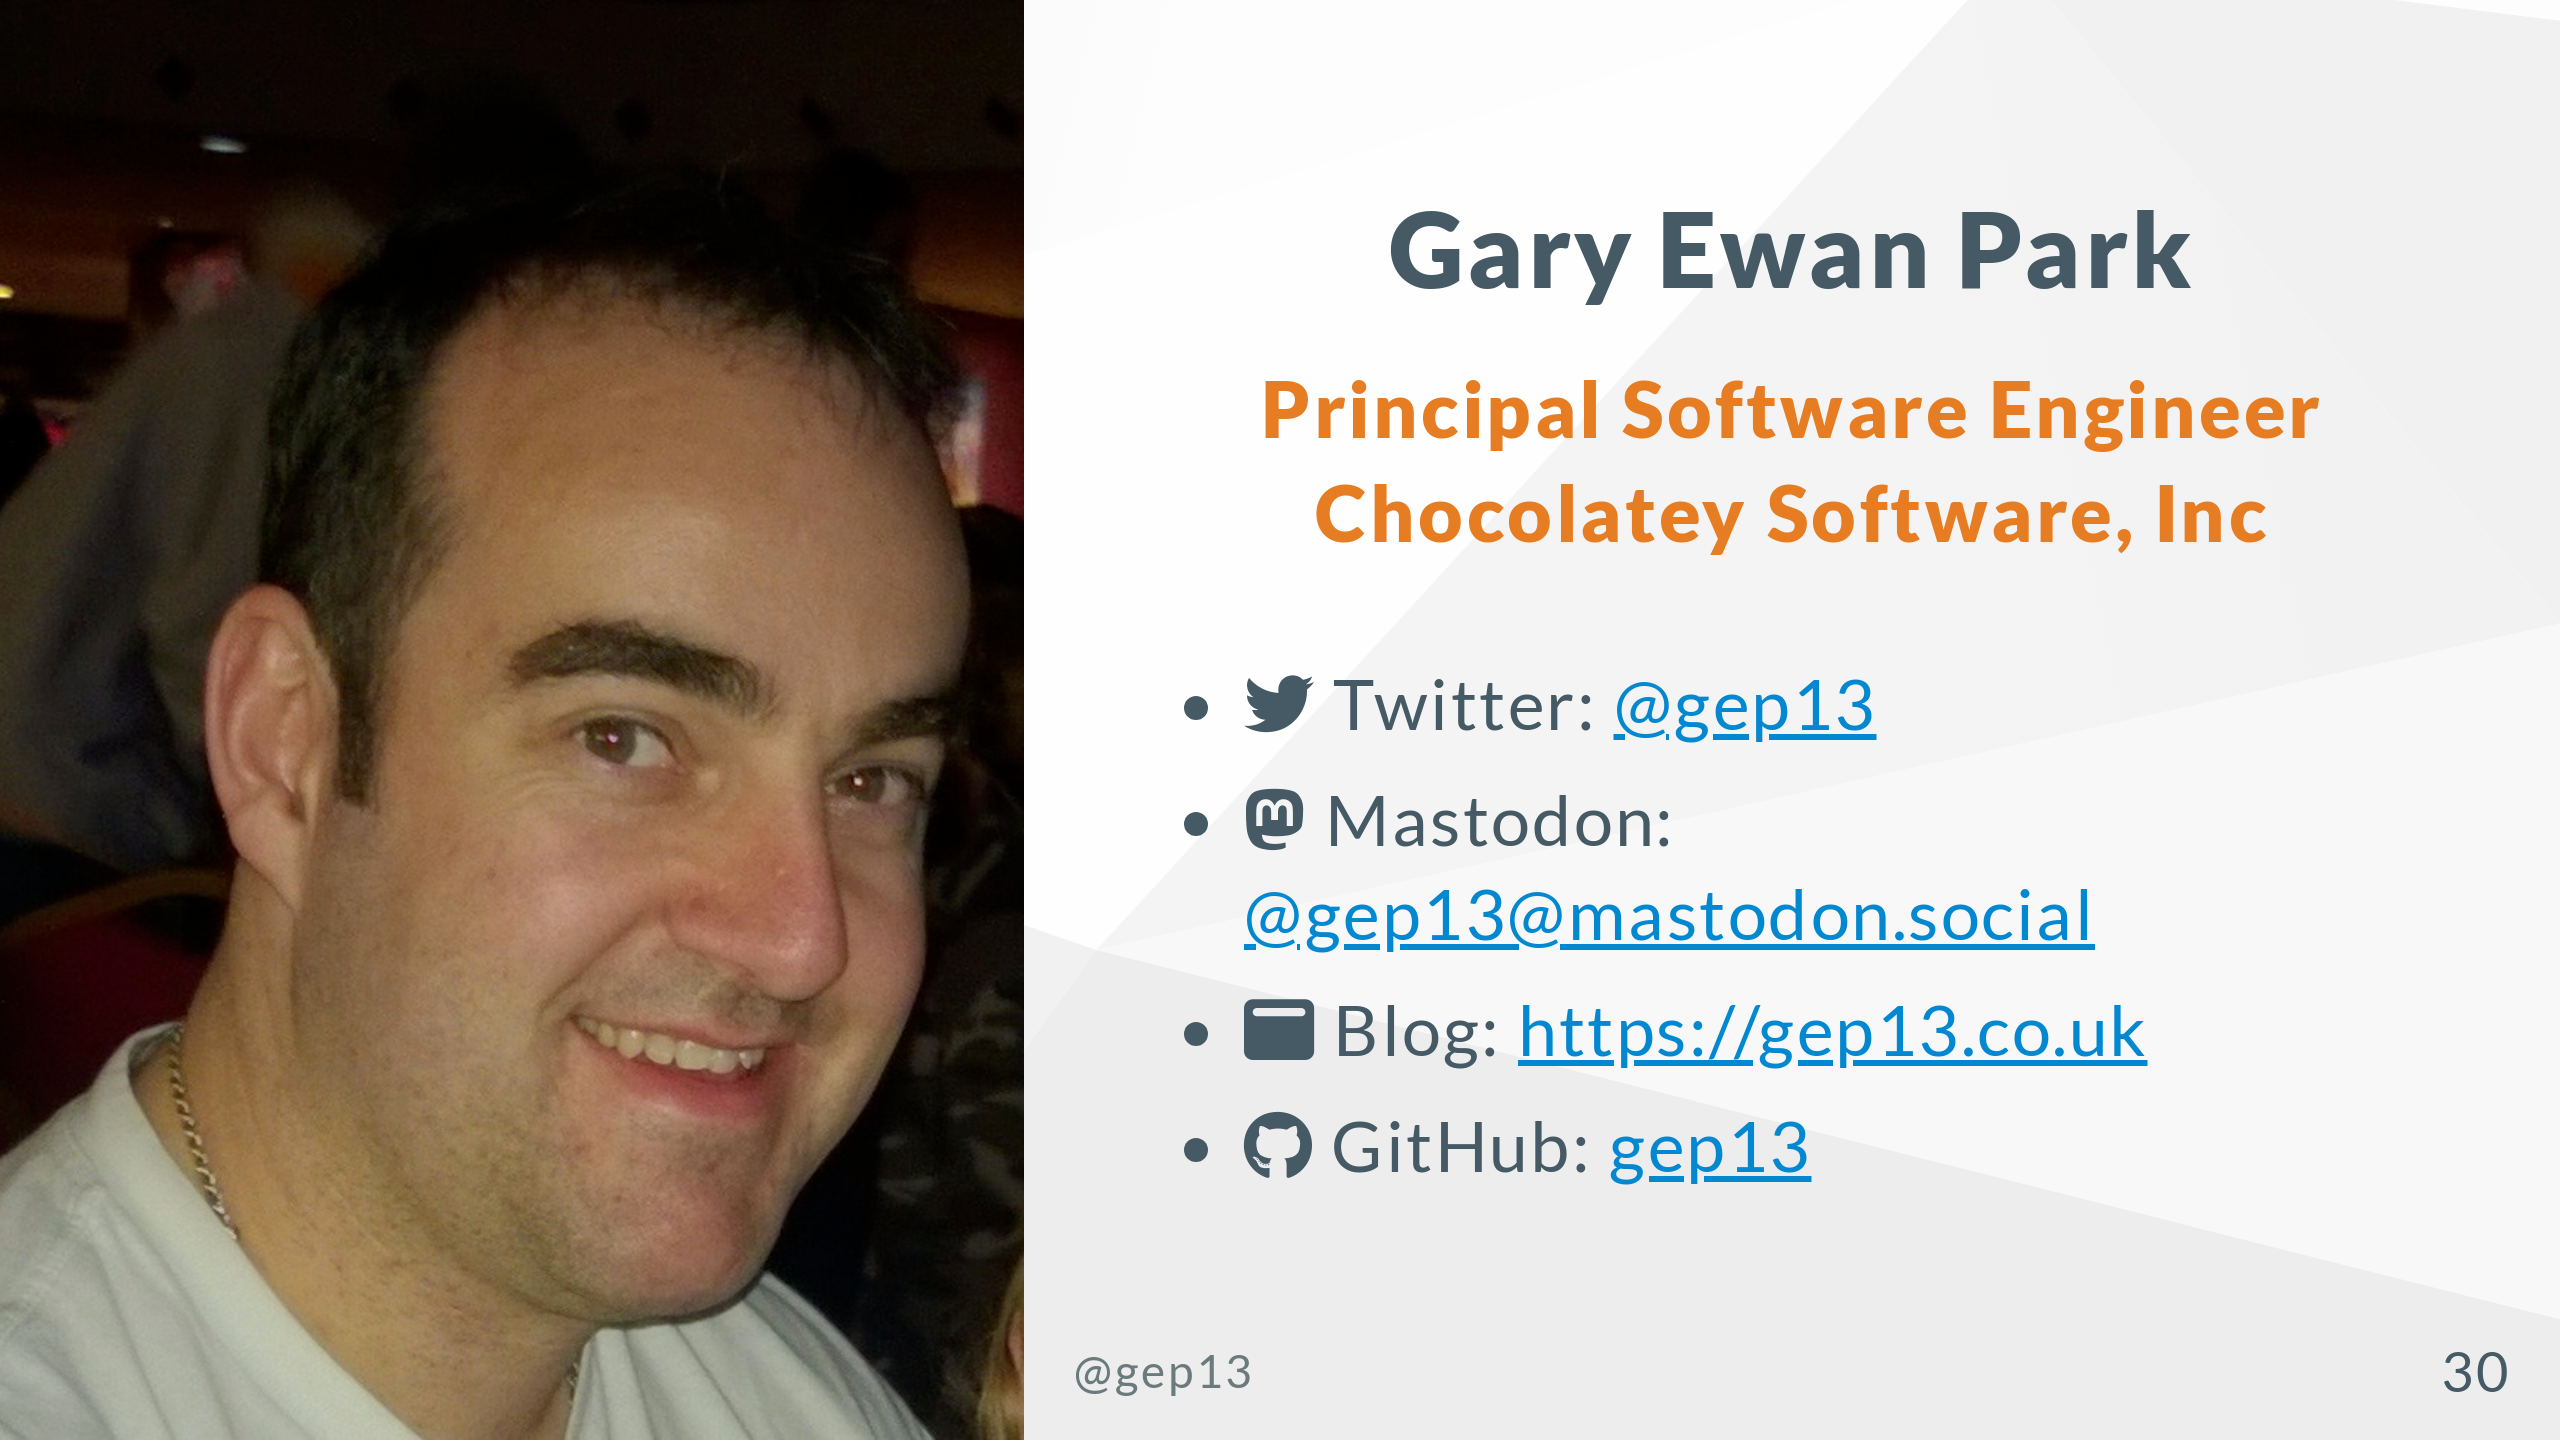 Gary Ewan Park
Principal Software Engineer
Chocolatey Software, Inc
Twitter: @gep13
Mastodon:
@gep13@mastodon.social
Blog: https://gep13.co.uk
GitHub: gep13
@gep13
30